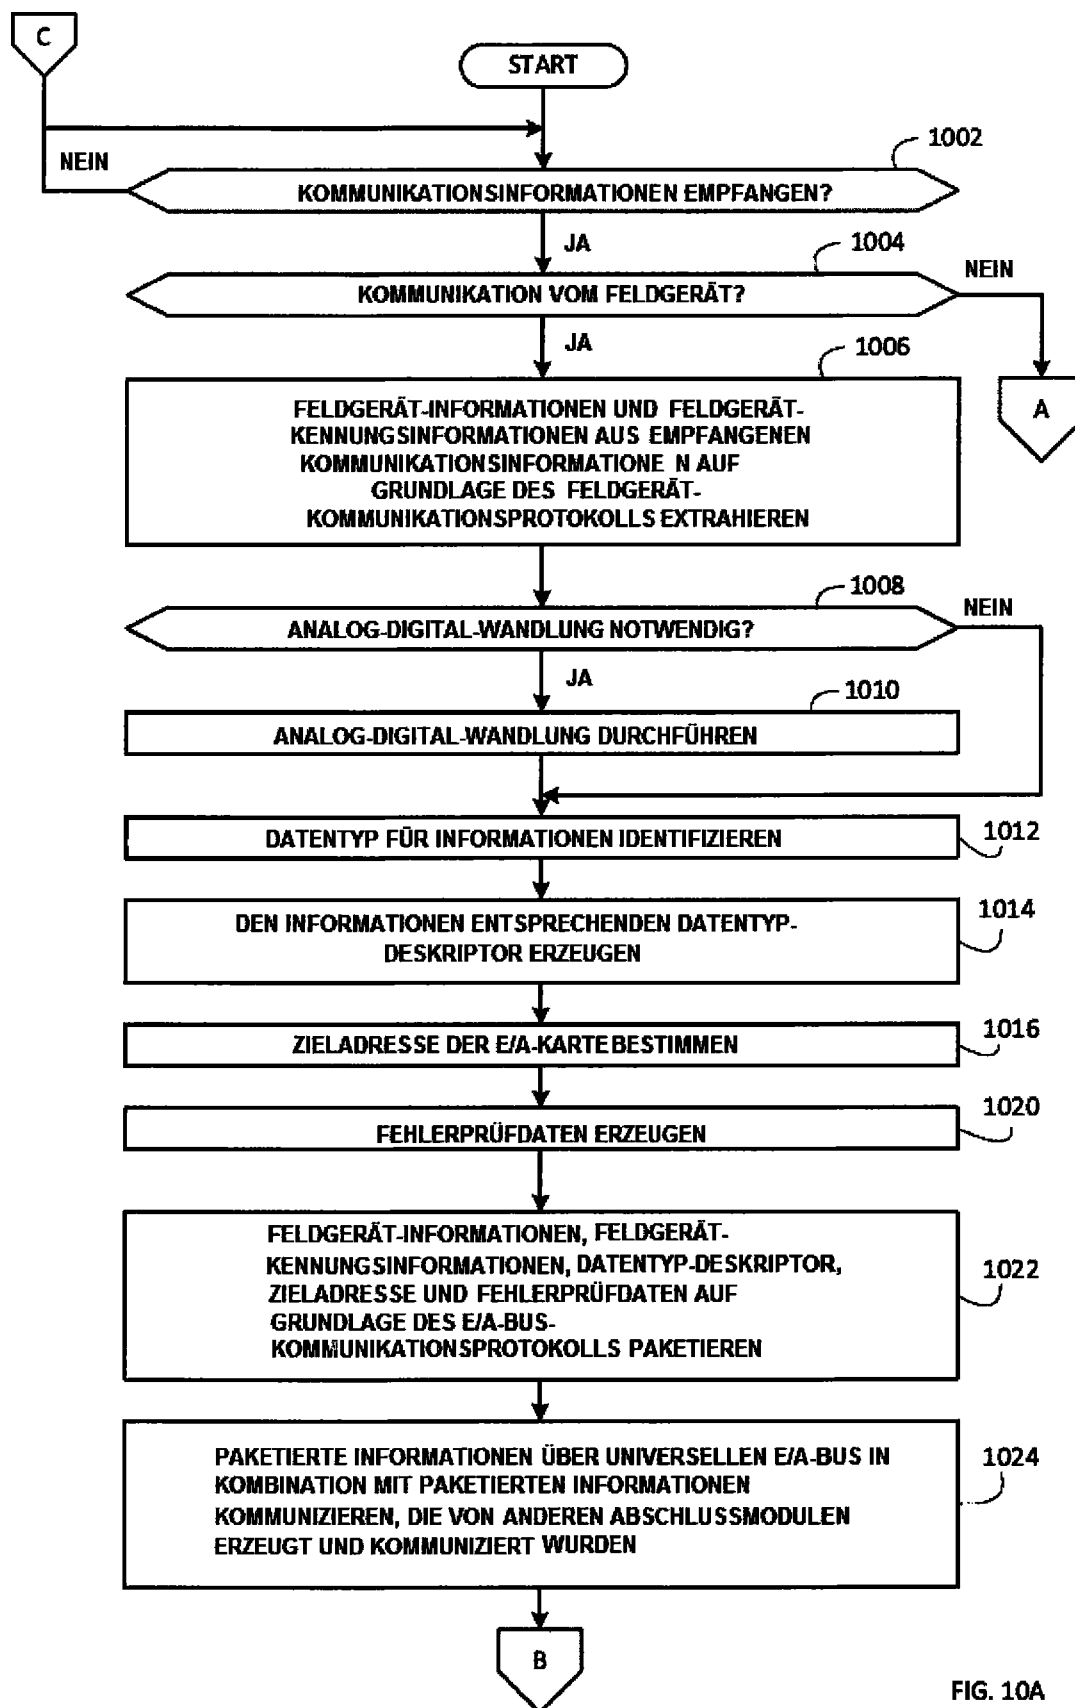 C
START
NEIN
1002
KOMMUNIKATIONSINFORMATIONEN EMPFANGEN?
JA
1004
NEIN
KOMMUNIKATION VOM FELDGERÄT?
JA
1006
A
FELDGERÄT-INFORMATIONEN UND FELDGERÄT-
KENNUNGSINFORMATIONEN AUS EMPFANGENEN
KOMMUNIKATIONSINFORMATIONE N AUF
GRUNDLAGE DES FELDGERÄT-
KOMMUNIKATIONSPROTOKOLLS EXTRAHIEREN
1008
NEIN
ANALOG-DIGITAL-WANDLUNG NOTWENDIG?
JA
1010
ANALOG-DIGITAL-WANDLUNG DURCHFÜHREN
DATENTYP FÜR INFORMATIONEN IDENTIFIZIEREN
1012
DEN INFORMATIONEN ENTSPRECHENDEN DATENTYP-
DESKRIPTOR ERZEUGEN
1014
ZIELADRESSE DER E/A-KARTE BESTIMMEN
1016
FEHLERPRÜFDATEN ERZEUGEN
1020
FELDGERÄT-INFORMATIONEN, FELDGERÄT-
KENNUNGSINFORMATIONEN, DATENTYP-DESKRIPTOR,
ZIELADRESSE UND FEHLERPRÜFDATEN AUF
GRUNDLAGE DES E/A-BUS-
KOMMUNIKATIONSPROTOKOLLS PAKETIEREN
1022
PAKETIERTE INFORMATIONEN ÜBER UNIVERSELLEN E/A-BUS IN
KOMBINATION MIT PAKETIERTEN INFORMATIONEN
KOMMUNIZIEREN, DIE VON ANDEREN ABSCHLUSSMODULEN
ERZEUGT UND KOMMUNIZIERT WURDEN
1024
B
FIG. 10A